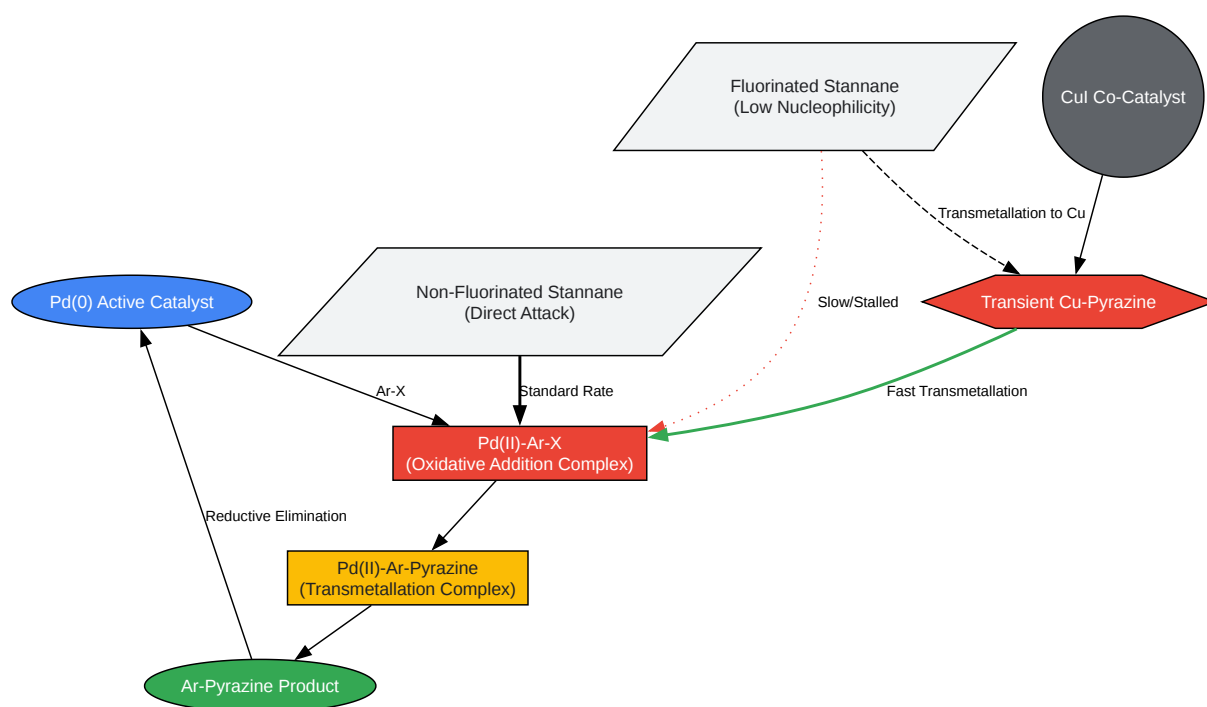 Fluorinated Stannane
(Low Nucleophilicity)
CuI Co-Catalyst
Transmetallation to Cu
Non-Fluorinated Stannane
(Direct Attack)
Pd(0) Active Catalyst
Slow/Stalled
Transient Cu-Pyrazine
Ar-X
Standard Rate
Fast Transmetallation
Pd(II)-Ar-X
(Oxidative Addition Complex)
Reductive Elimination
Pd(II)-Ar-Pyrazine
(Transmetallation Complex)
Ar-Pyrazine Product